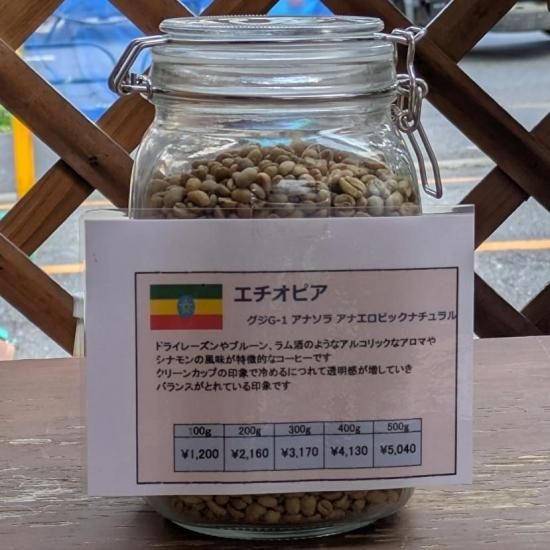 エチオピア
グジG-1 アナソラ アナエロビックナチュラル
ドライレーズンやプルーン、ラム酒のようなアルコリックなアロマや
シナモンの風味が特徴的なコーヒーです
クリーンカップの印象で冷めるにつれて透明感が増していき
バランスがとれている印象です
100g 200g 300g 400g 500g
¥1,200 ¥2,160 ¥3,170 ¥4,130 ¥5,040